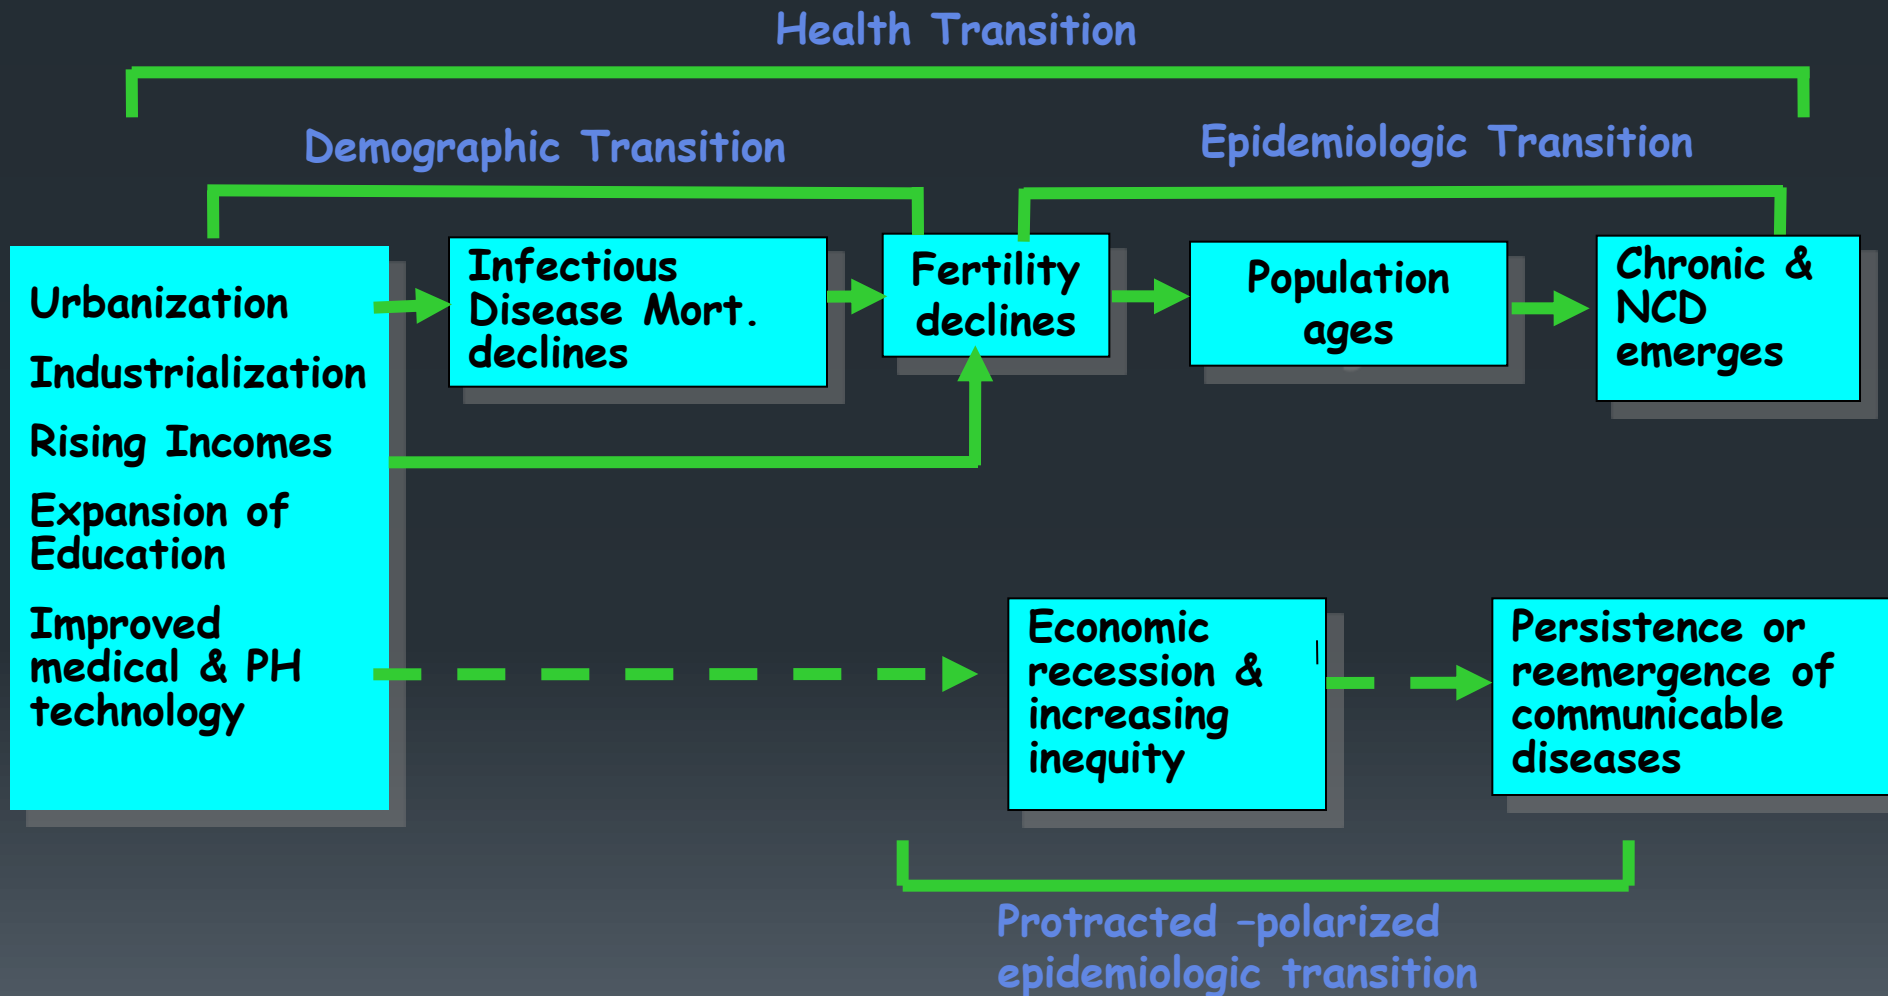 Health Transition
Demographic Transition
Epidemiologic Transition
Urbanization
Industrialization
Rising Incomes
Expansion of
Education
Improved
medical & PH
technology
Infectious
Disease Mort.
declines
Fertility
declines
Population
ages
Chronic &
NCD
emerges
Economic
recession &
increasing
inequity
Persistence or
reemergence of
communicable
diseases
Protracted –polarized
epidemiologic transition